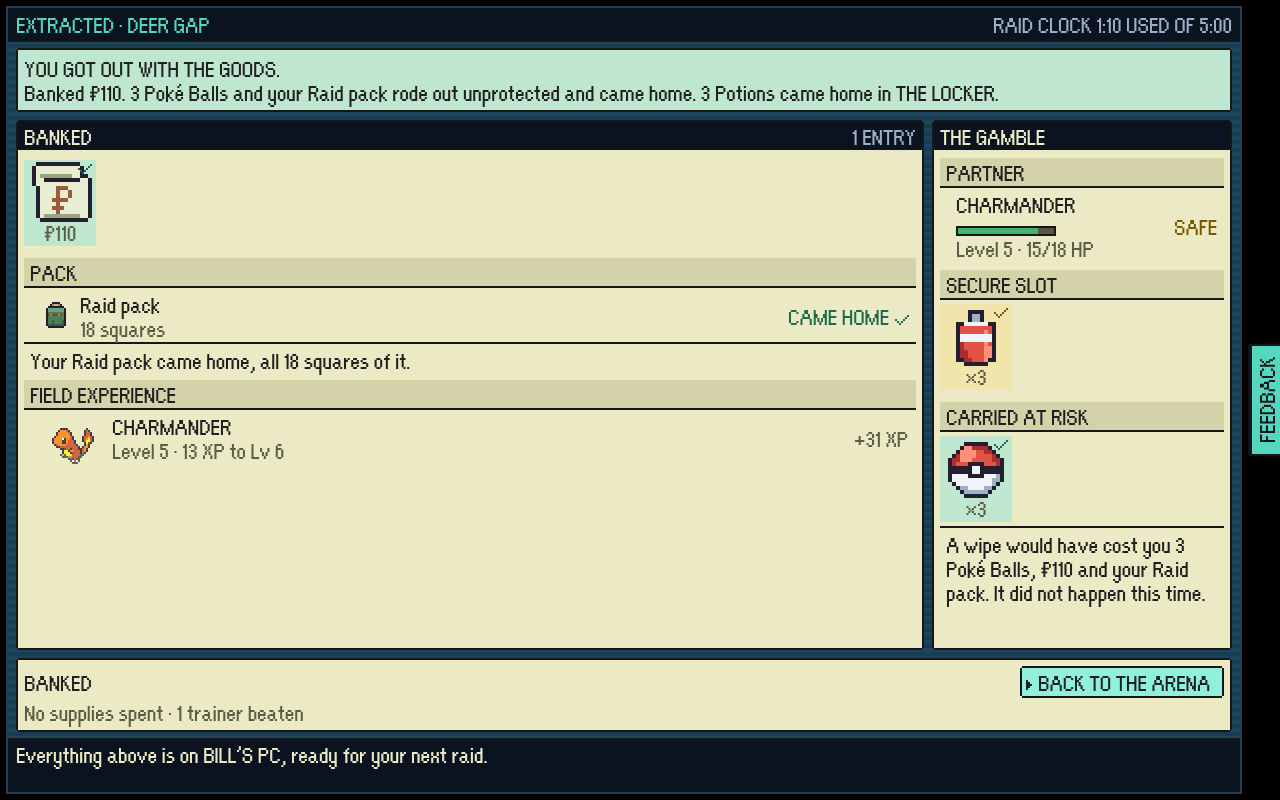 EXTRACTED · DEER GAP
RAID CLOCK 1:10 USED OF 5:00
YOU GOT OUT WITH THE GOODS.
Banked ₽110. 3 Poké Balls and your Raid pack rode out unprotected and came home. 3 Potions came home in THE LOCKER.
BANKED
1 ENTRY
₽
₽110
PACK
Raid pack
18 squares
CAME HOME ✓
Your Raid pack came home, all 18 squares of it.
FIELD EXPERIENCE
CHARMANDER
Level 5 · 13 XP to Lv 6
+31 XP
THE GAMBLE
PARTNER
CHARMANDER
SAFE
Level 5 · 15/18 HP
SECURE SLOT
×3
CARRIED AT RISK
×3
A wipe would have cost you 3
Poké Balls, ₽110 and your Raid
pack. It did not happen this time.
BANKED
No supplies spent · 1 trainer beaten
BACK TO THE ARENA
Everything above is on BILL'S PC, ready for your next raid.
FEEDBACK